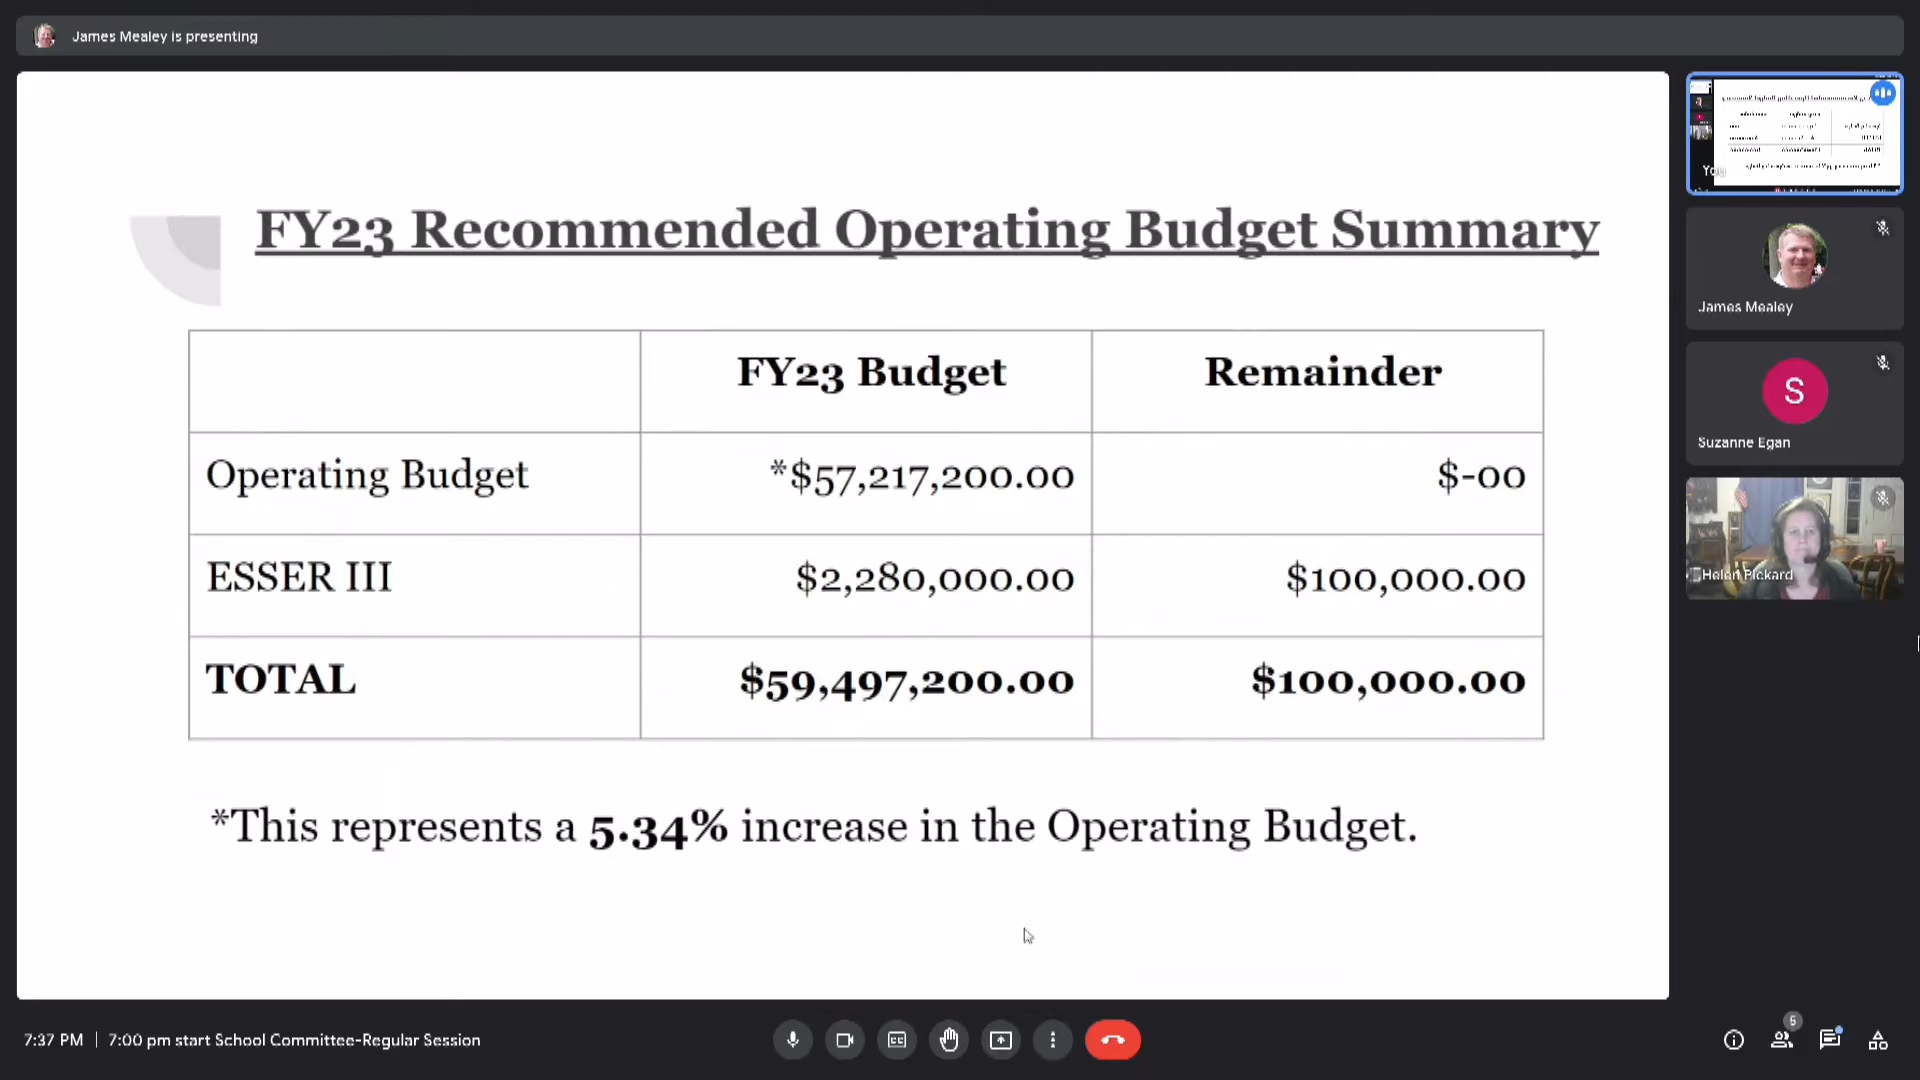 James Mealey is presenting
FY23 Recommended Operating Budget Summary
FY23 Budget Remainder
Operating Budget *$57,217,200.00 $-00
ESSER III $2,280,000.00 $100,000.00
TOTAL $59,497,200.00 $100,000.00
*This represents a 5.34% increase in the Operating Budget.
You
James Mealey
S
Suzanne Egan
Helen Pickard
7:37 PM | 7:00 pm start School Committee-Regular Session
CC